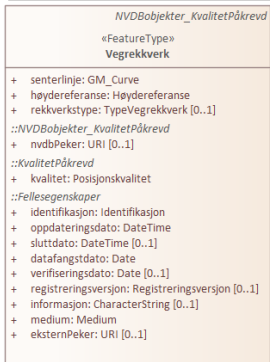 NVDBobjekter_KvalitetPåkrevd
«FeatureType»
Vegrekkverk
+ senterlinje: GM_Curve
+ høydereferanse: Høydereferanse
+ rekkverkstype: TypeVegrekkverk [0..1]
::NVDBobjekter_KvalitetPåkrevd
+ nvdbPeker: URI [0..1]
::KvalitetPåkrevd
+ kvalitet: Posisjonskvalitet
::Fellesegenskaper
+ identifikasjon: Identifikasjon
+ oppdateringsdato: DateTime
+ sluttdato: DateTime [0..1]
+ datafangstdato: Date
+ verifiseringsdato: Date [0..1]
+ registreringsversjon: Registreringsversjon [0..1]
+ informasjon: CharacterString [0..1]
+ medium: Medium
+ eksternPeker: URI [0..1]